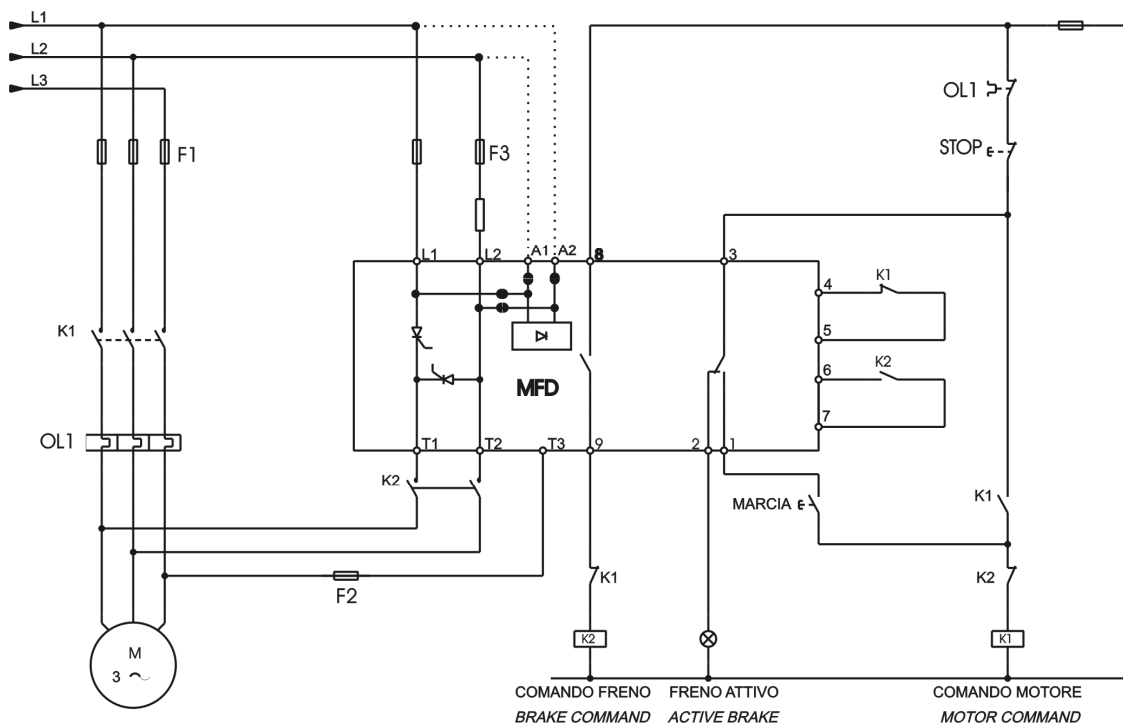 L1
L2
L3
OL1
F1
F3
STOP
L1
L2
A1
A2
8
3
4
K1
K1
5
MFD
6
K2
7
OL1
T1
T2
T3
9
2
1
K2
MARCIA
K1
K1
K2
F2
K2
K1
M
3 ~
COMANDO FRENO
FRENO ATTIVO
COMANDO MOTORE
BRAKE COMMAND
ACTIVE BRAKE
MOTOR COMMAND